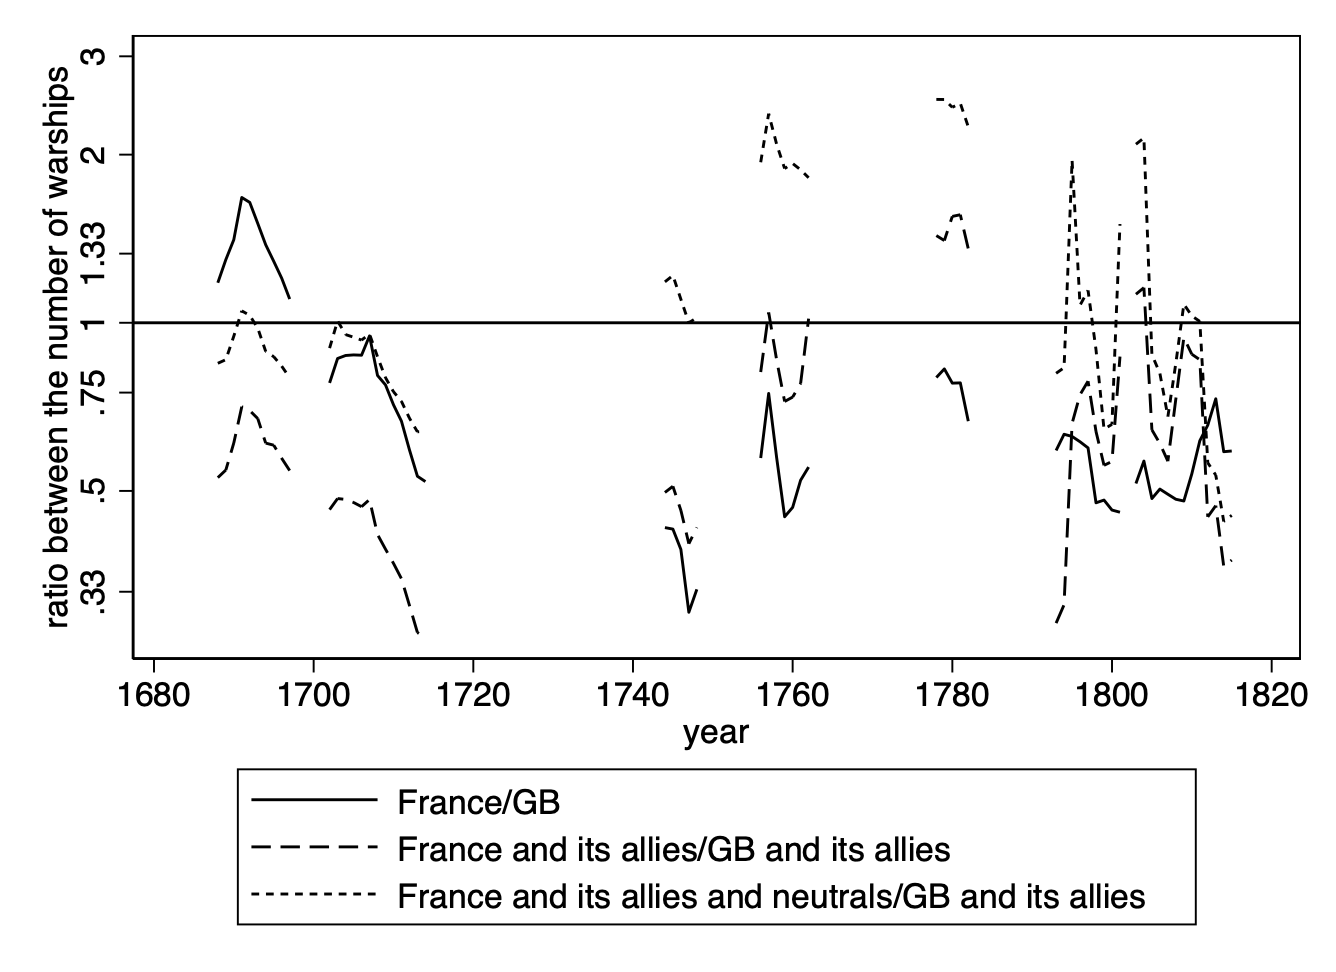 ratio between the number of warships
3
2
1.33
1
.75
.5
.33
1680 1700 1720 1740 1760 1780 1800 1820
year
France/GB
France and its allies/GB and its allies
France and its allies and neutrals/GB and its allies